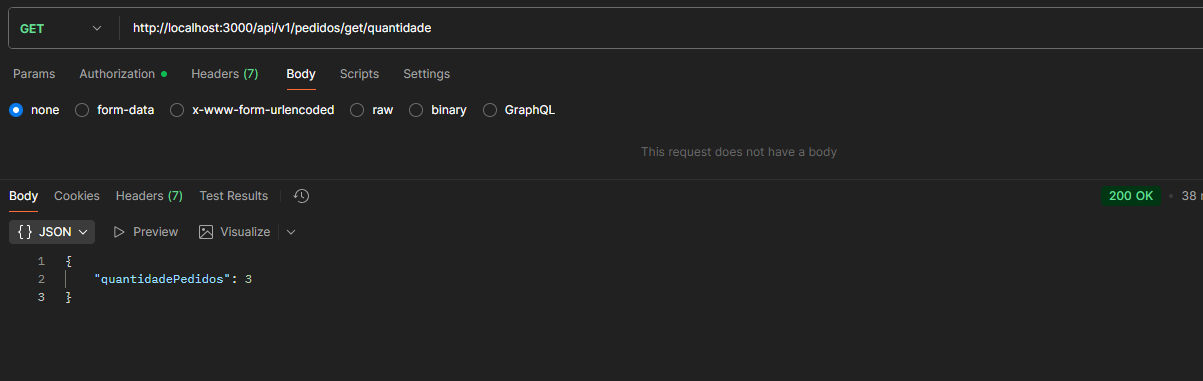 GET http://localhost:3000/api/v1/pedidos/get/quantidade
Params Authorization Headers (7) Body Scripts Settings
none form-data x-www-form-urlencoded raw binary GraphQL
This request does not have a body
Body Cookies Headers (7) Test Results 200 OK • 38
{} JSON Preview Visualize
1 {
2 "quantidadePedidos": 3
3 }